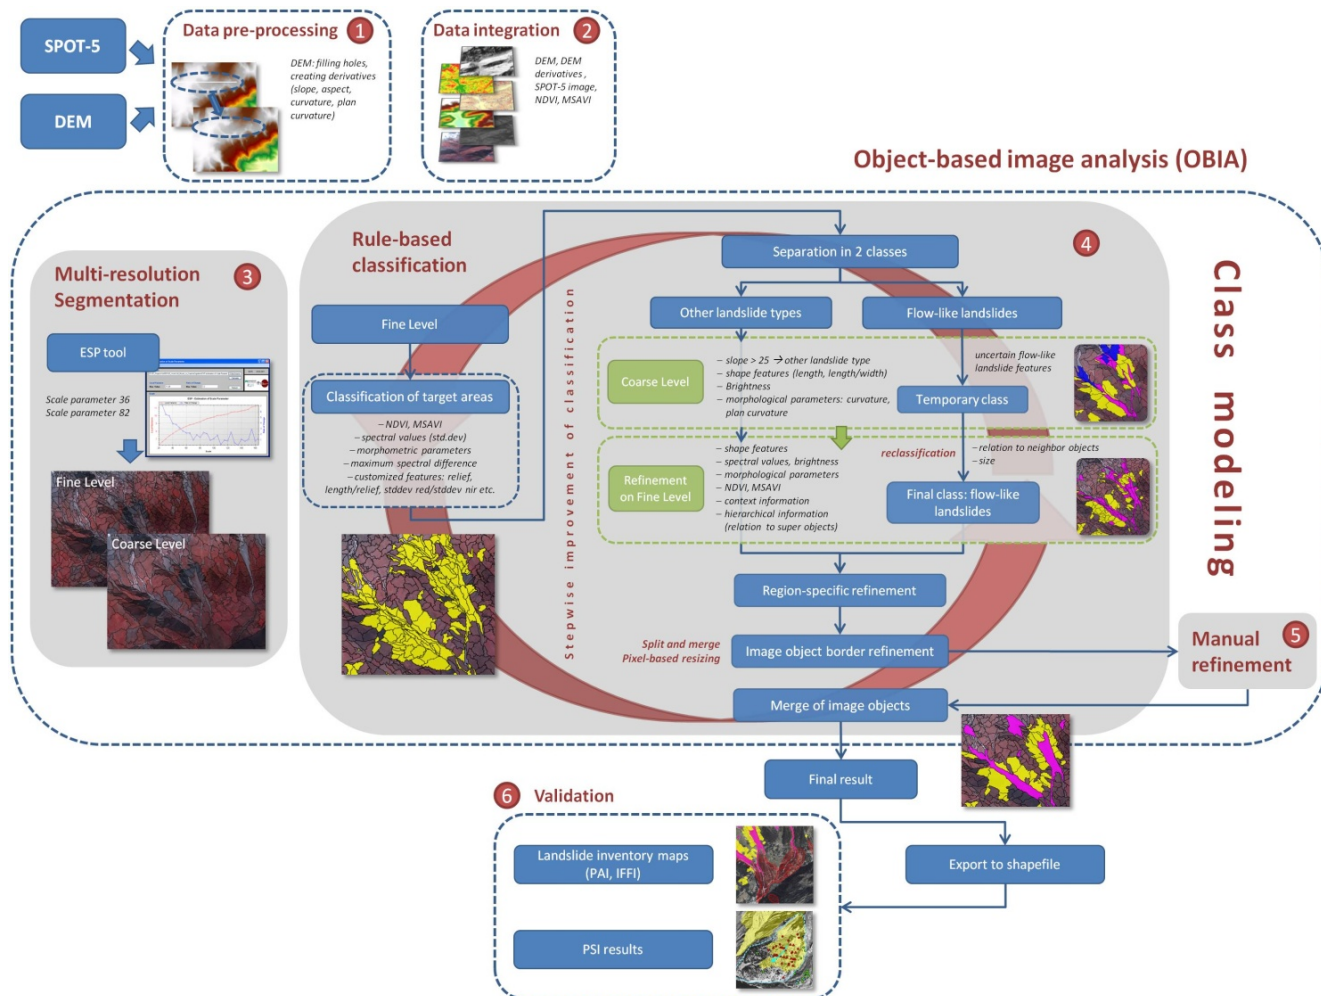 SPOT-5
DEM
Data pre-processing 1
DEM: filling holes,
creating derivatives
(slope, aspect,
curvature, plan
curvature)
Data integration 2
DEM, DEM
derivatives ,
SPOT-5 image,
NDVI, MSAVI
Object-based image analysis (OBIA)
Class modeling
Multi-resolution
Segmentation
3
ESP tool
Scale parameter 36
Scale parameter 82
Fine Level
Coarse Level
Rule-based
classification
4
Fine Level
Classification of target areas
– NDVI, MSAVI
– spectral values (std.dev)
– morphometric parameters
– maximum spectral difference
– customized features: relief,
length/relief, stddev red/stddev nir etc.
Stepwise improvement of classification
Separation in 2 classes
Other landslide types
Flow-like landslides
Coarse Level
– slope > 25 → other landslide type
– shape features (length, length/width)
– Brightness
– morphological parameters: curvature,
plan curvature
uncertain flow-like
landslide features
Temporary class
Refinement
on Fine Level
– shape features
– spectral values, brightness
– morphological parameters
– NDVI, MSAVI
– context information
– hierarchical information
(relation to super objects)
reclassification
– relation to neighbor objects
– size
Final class: flow-like
landslides
Region-specific refinement
Split and merge
Pixel-based resizing
Image object border refinement
Manual
refinement
5
Merge of image objects
Final result
Export to shapefile
6 Validation
Landslide inventory maps
(PAI, IFFI)
PSI results